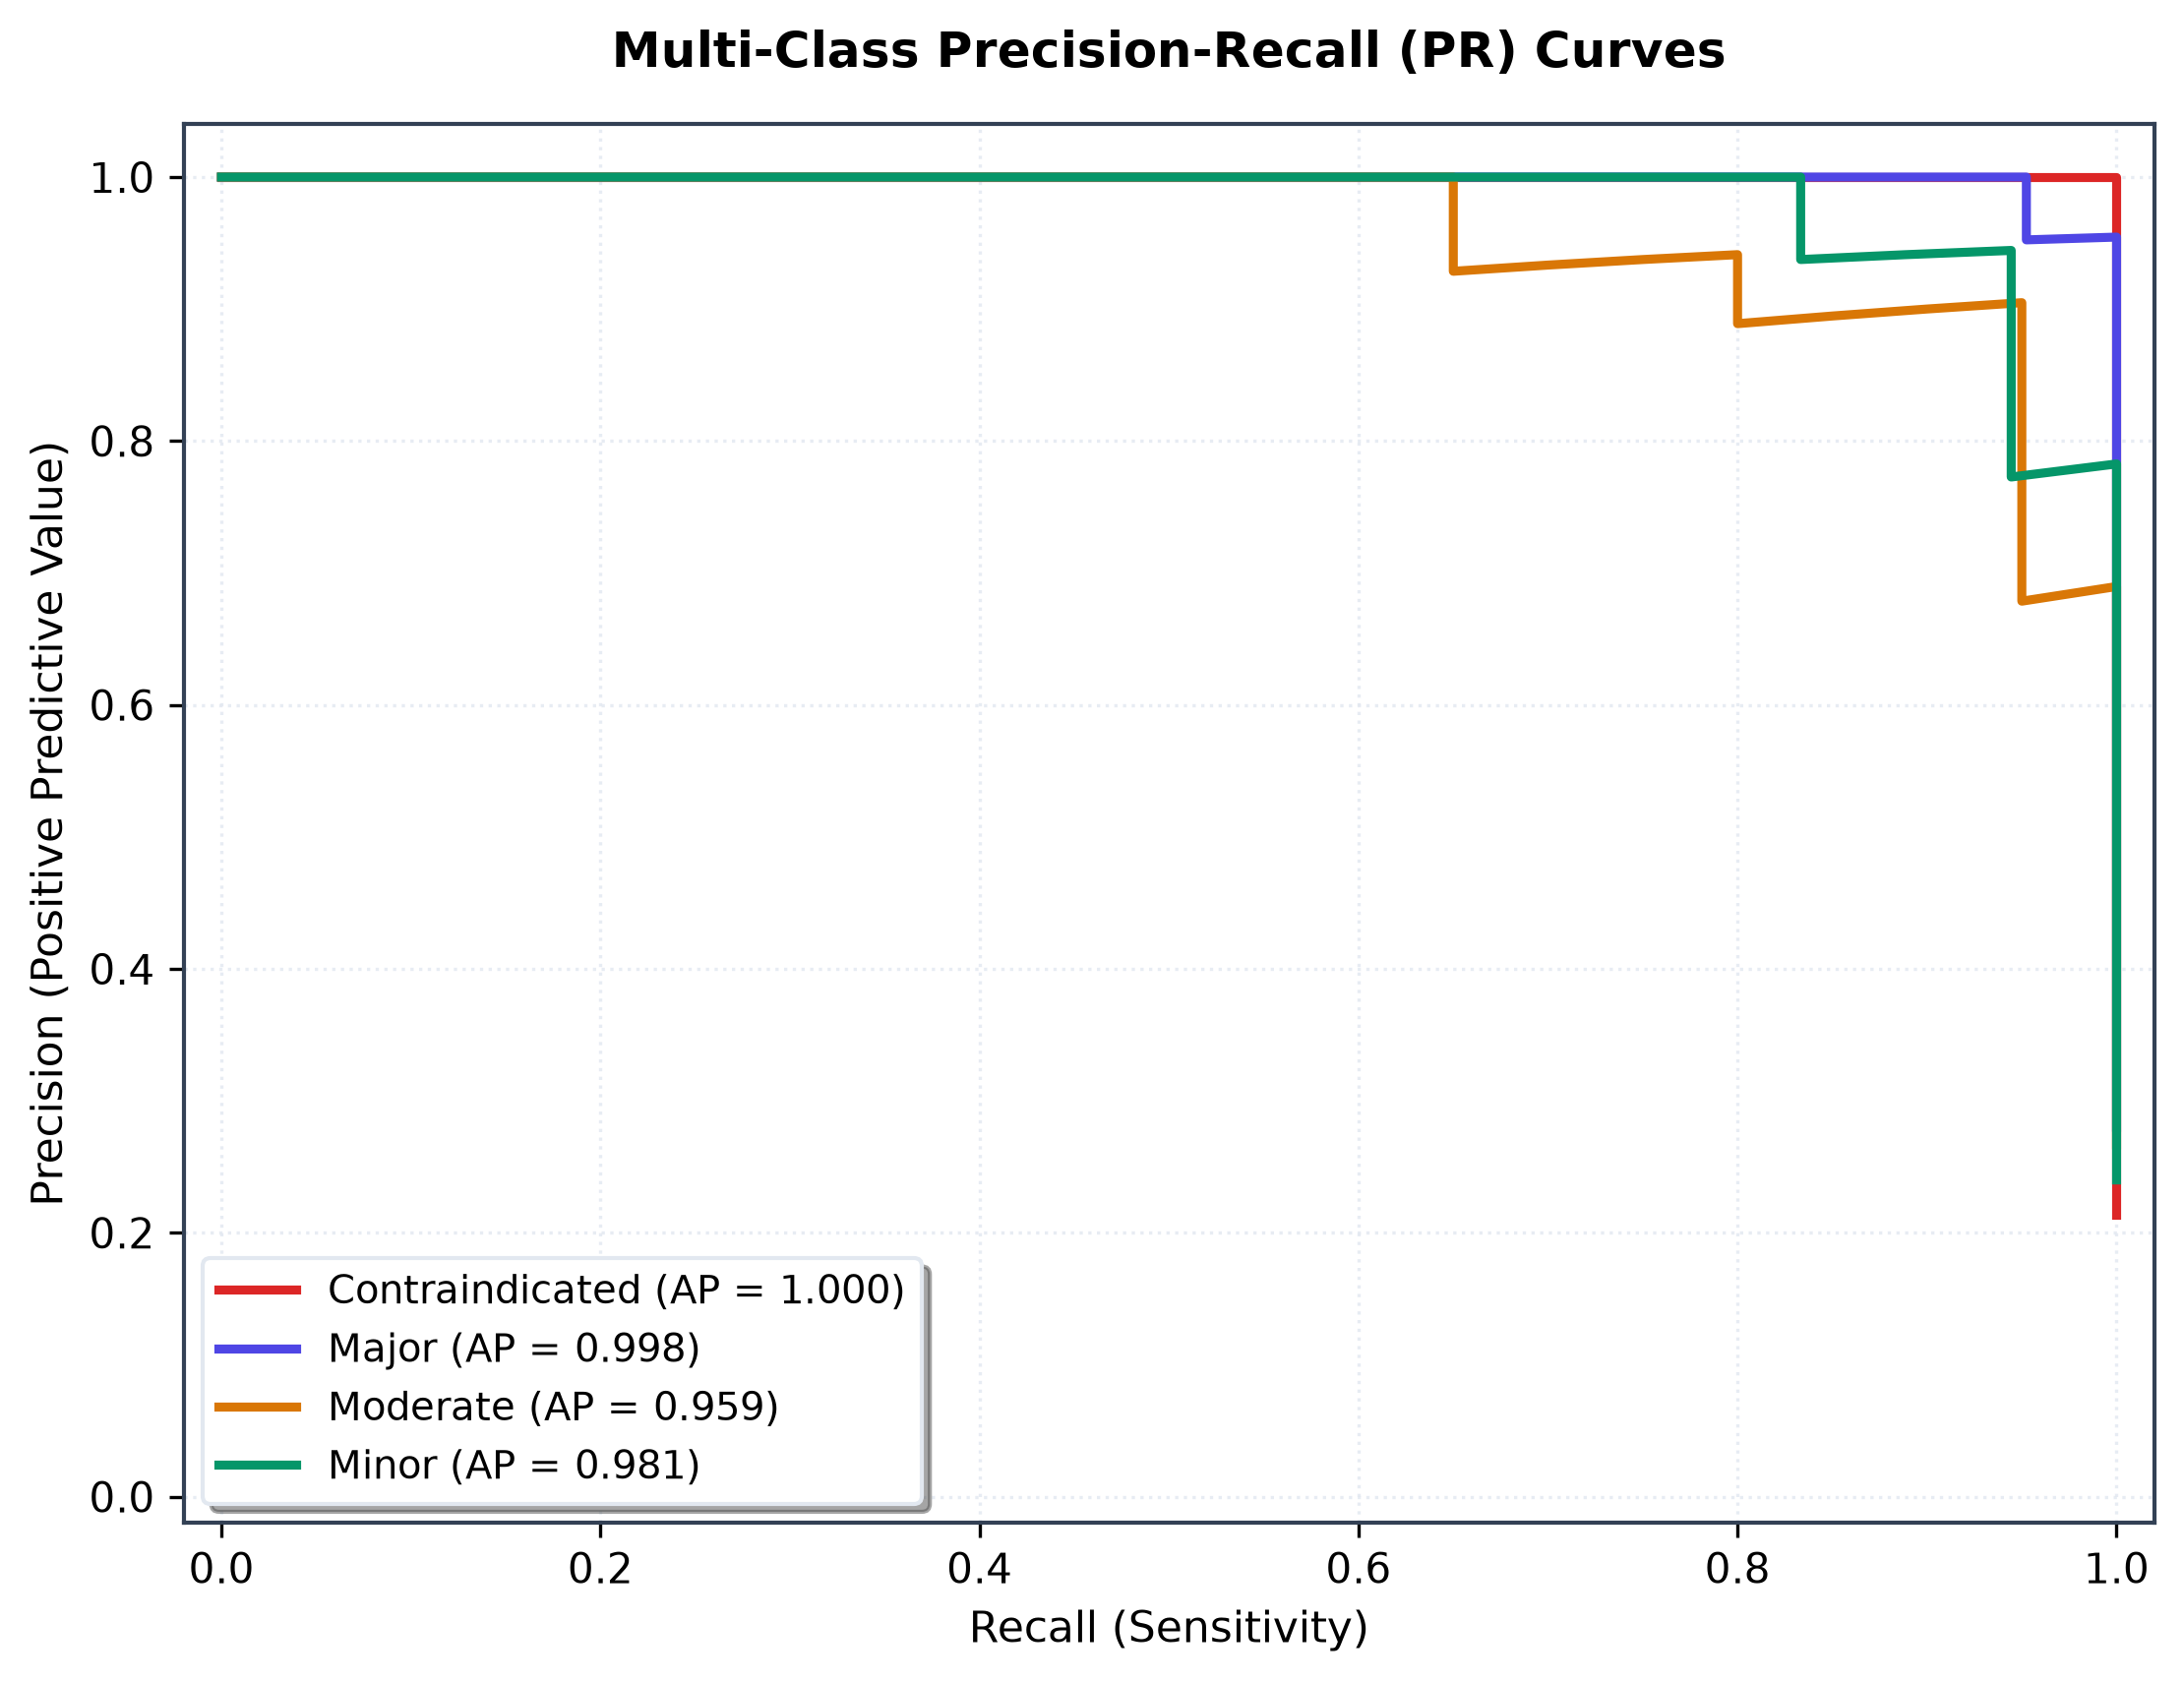 Multi-Class Precision-Recall (PR) Curves
Precision (Positive Predictive Value)
1.0
0.8
0.6
0.4
0.2
0.0
Contraindicated (AP = 1.000)
Major (AP = 0.998)
Moderate (AP = 0.959)
Minor (AP = 0.981)
0.0 0.2 0.4 0.6 0.8 1.0
Recall (Sensitivity)